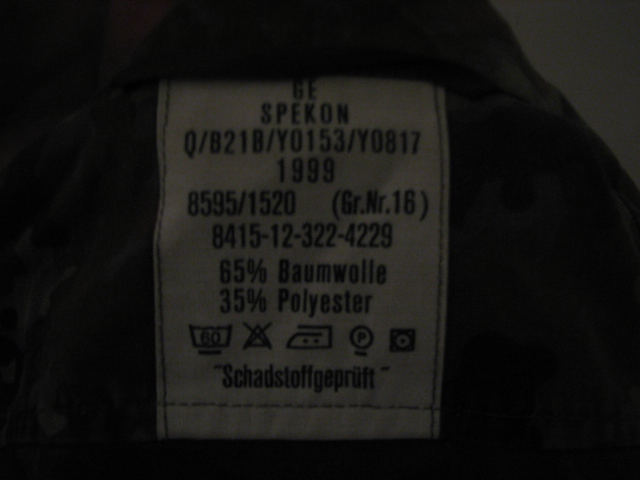 GE
SPEKON
Q/B21B/Y0153/Y0817
1999
8595/1520 (Gr.Nr.16)
8415-12-322-4229
65% Baumwolle
35% Polyester
60 P
"Schadstoffgeprüft"